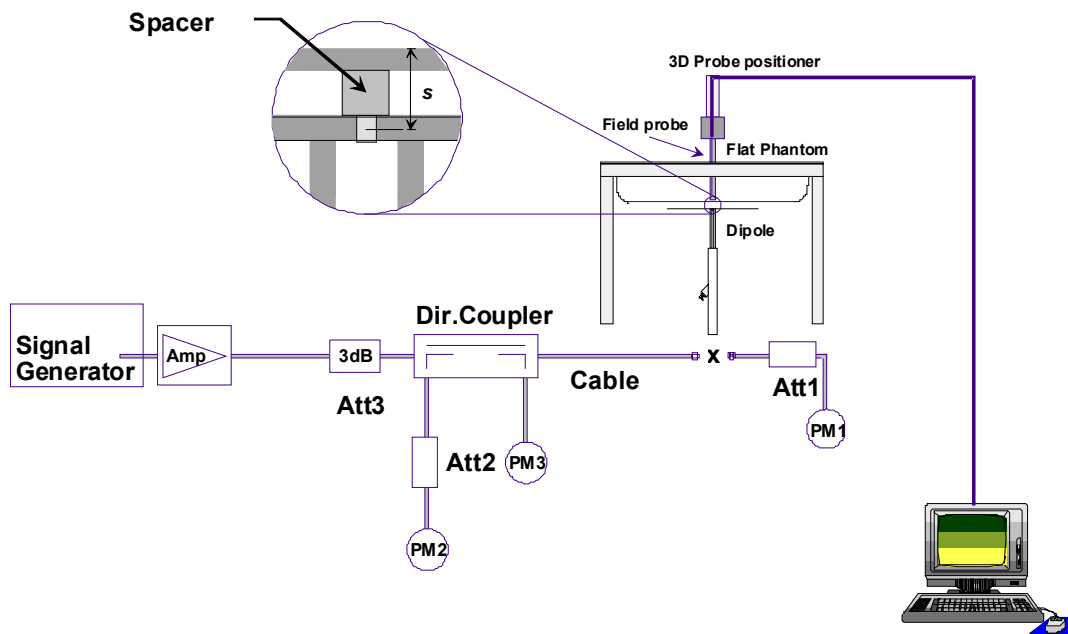 Spacer
s
3D Probe positioner
Field probe
Flat Phantom
Dipole
Dir.Coupler
Signal
Generator
Amp
3dB
Att3
Cable
x
Att1
PM1
Att2
PM3
PM2